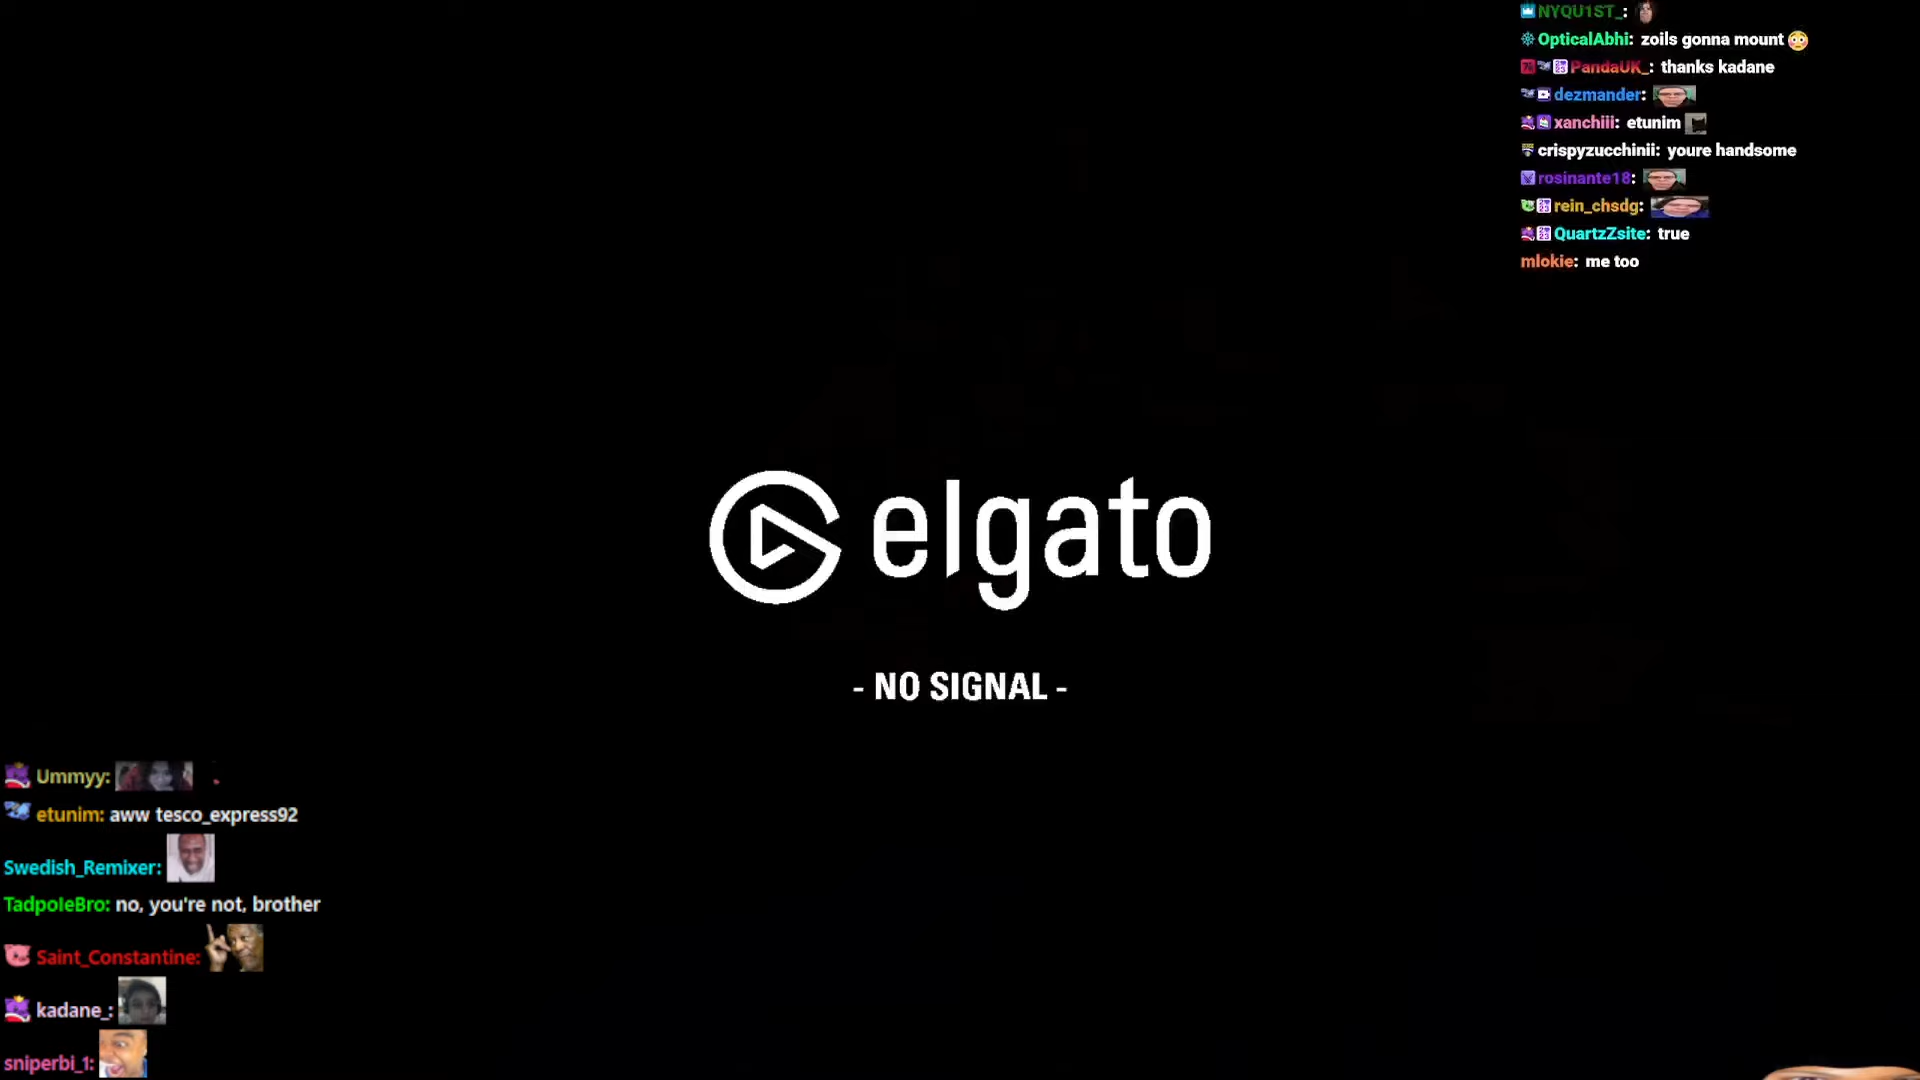 NYQU1ST_:
OpticalAbhi: zoils gonna mount
PandaUK_: thanks kadane
dezmander:
xanchiii: etunim
crispyzucchinii: youre handsome
rosinante18:
rein_chsdg:
QuartzZsite: true
mlokie: me too
elgato
- NO SIGNAL -
Ummyy:
etunim: aww tesco_express92
Swedish_Remixer:
TadpoleBro: no, you're not, brother
Saint_Constantine:
kadane_:
sniperbi_1: